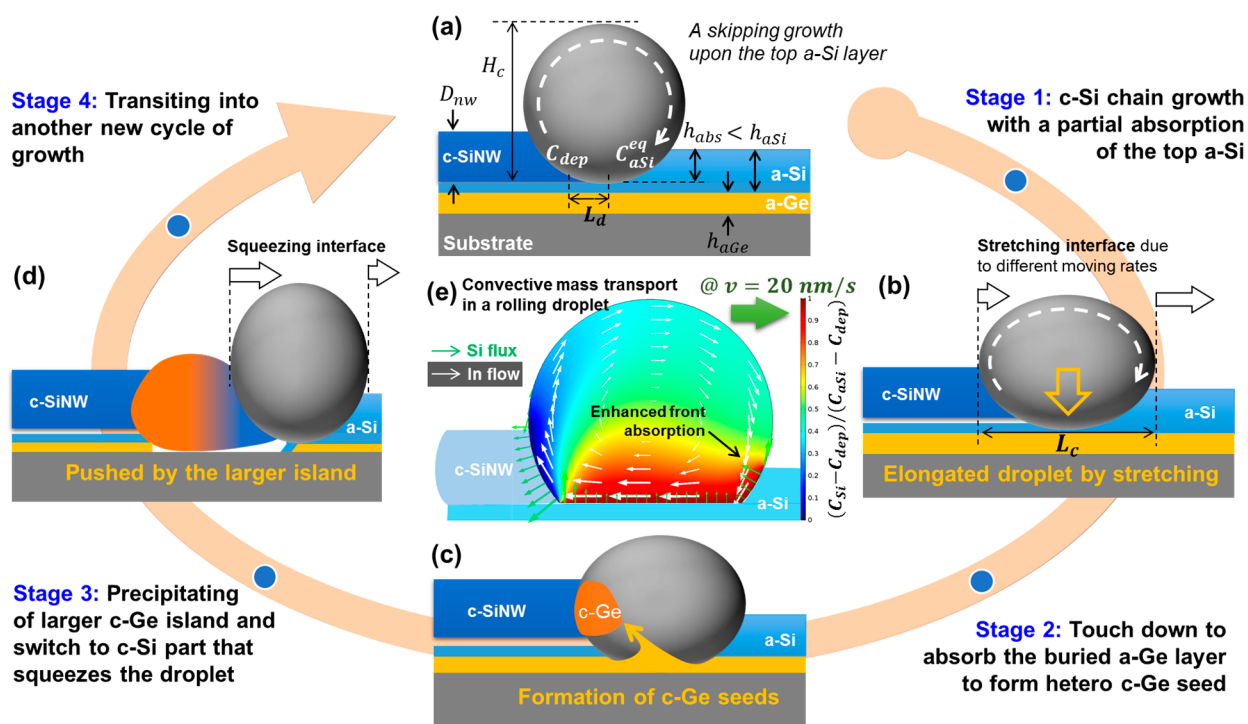 (a)
A skipping growth
upon the top a-Si layer
H_c
D_nw
c-SiNW
C_dep
C_aSi^eq
h_abs < h_aSi
a-Si
a-Ge
L_d
h_aGe
Substrate
Stage 1: c-Si chain growth
with a partial absorption
of the top a-Si
(b)
Stretching interface due
to different moving rates
c-SiNW
a-Si
L_c
Elongated droplet by stretching
Stage 2: Touch down to
absorb the buried a-Ge layer
to form hetero c-Ge seed
(c)
c-SiNW
c-Ge
a-Si
Formation of c-Ge seeds
Stage 3: Precipitating
of larger c-Ge island and
switch to c-Si part that
squeezes the droplet
(d)
Squeezing interface
c-SiNW
a-Si
Pushed by the larger island
Stage 4: Transiting into
another new cycle of
growth
(e)
Convective mass transport
in a rolling droplet
@ v = 20 nm/s
Si flux
In flow
Enhanced front
absorption
c-SiNW
a-Si
1
0.9
0.8
0.7
0.6
0.5
0.4
0.3
0.2
0.1
0
(C_Si−C_dep)/(C_aSi − C_dep)